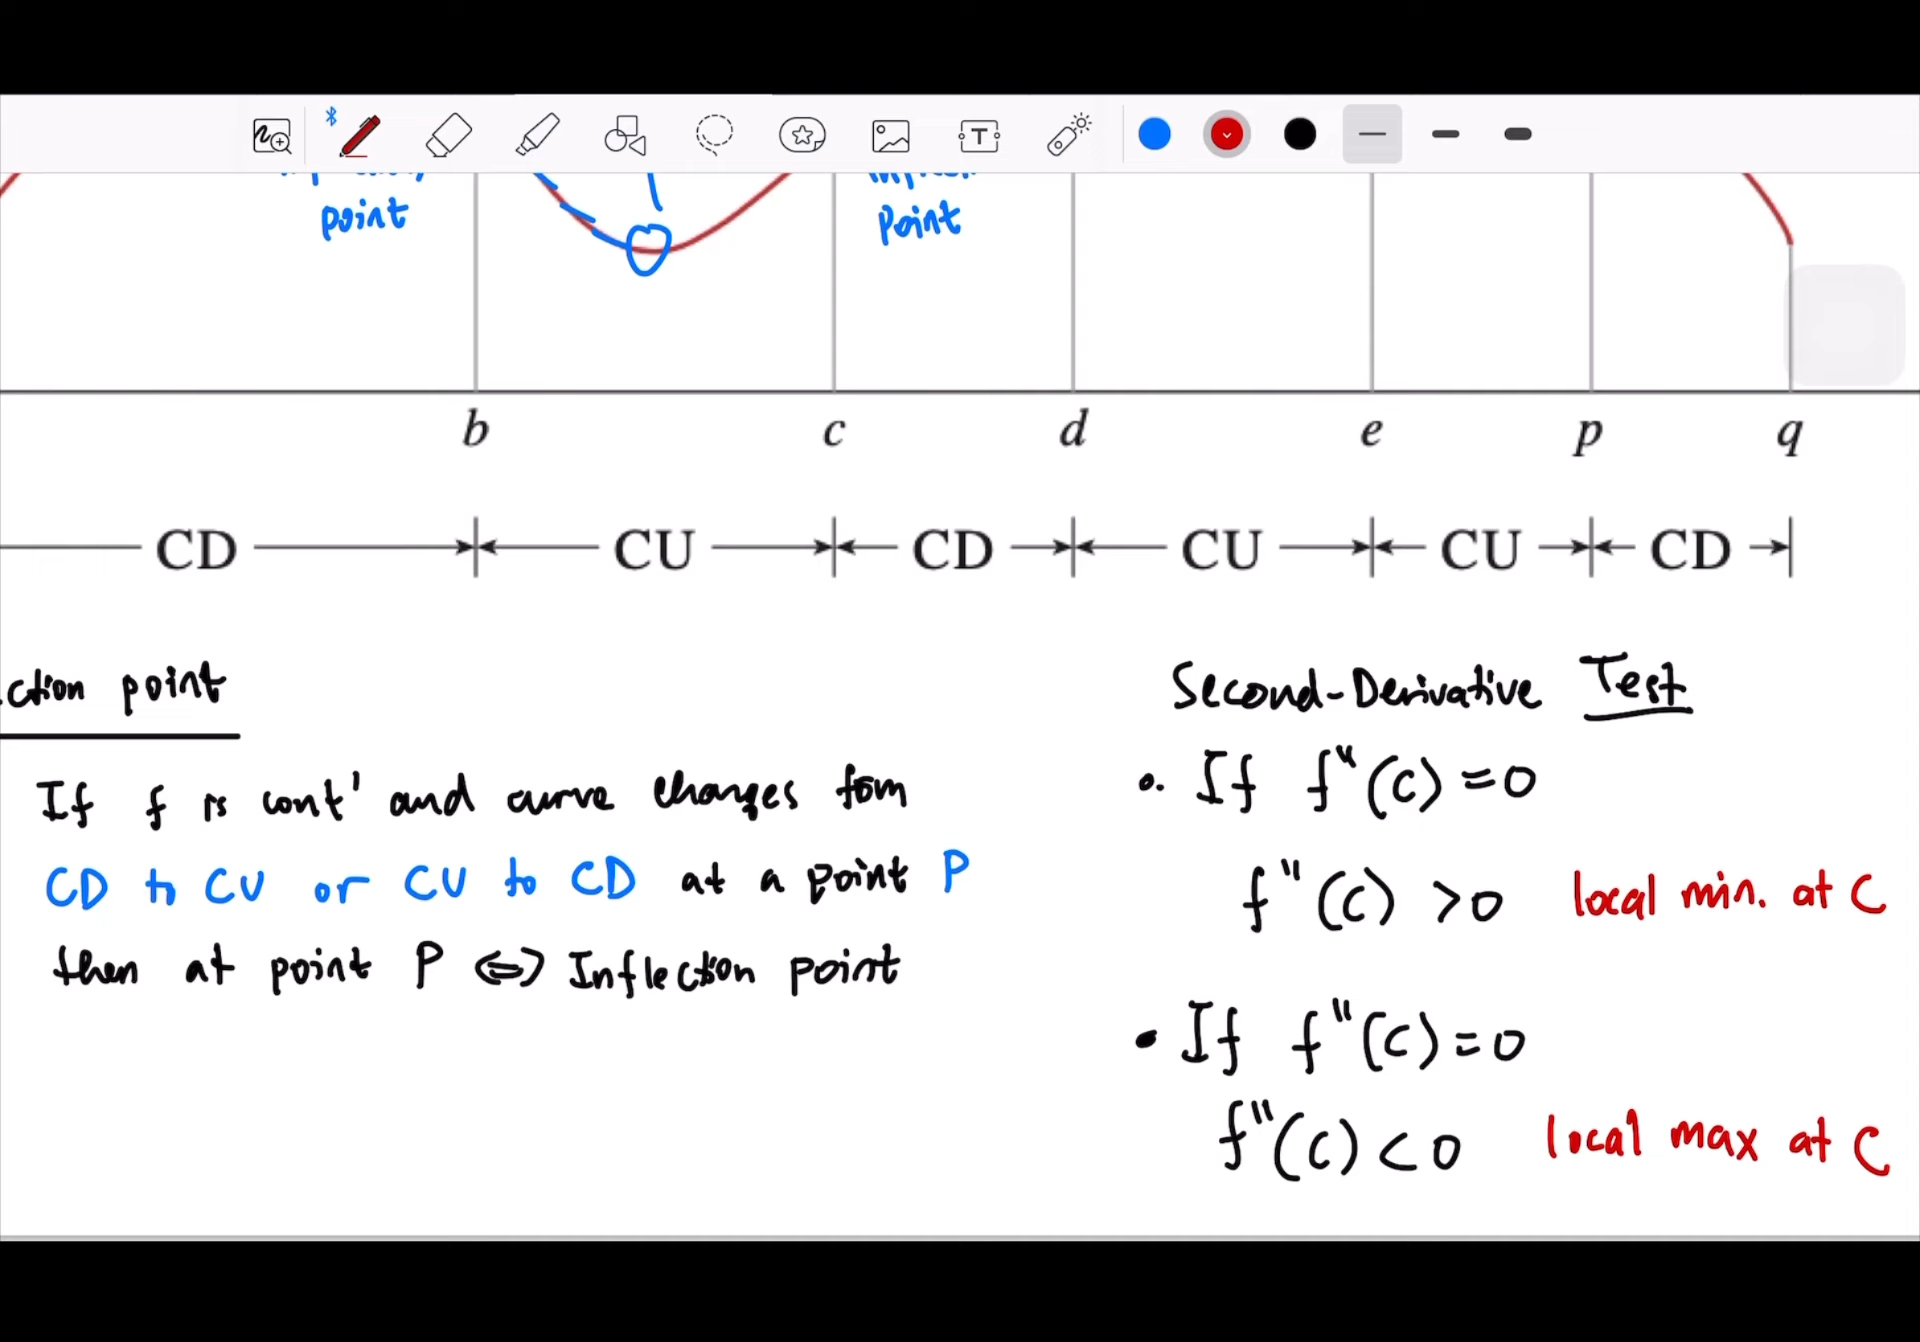 point
point
b c d e p q
CD CU CD CU CU CD
ction point
If f is cont' and curve changes fom
CD to CU or CU to CD at a point P
then at point P ⇔ Inflection point
Second-Derivative Test
• If f"(c) = 0
f"(c) > 0 local min. at C
• If f"(c) = 0
f"(c) < 0 local max at C